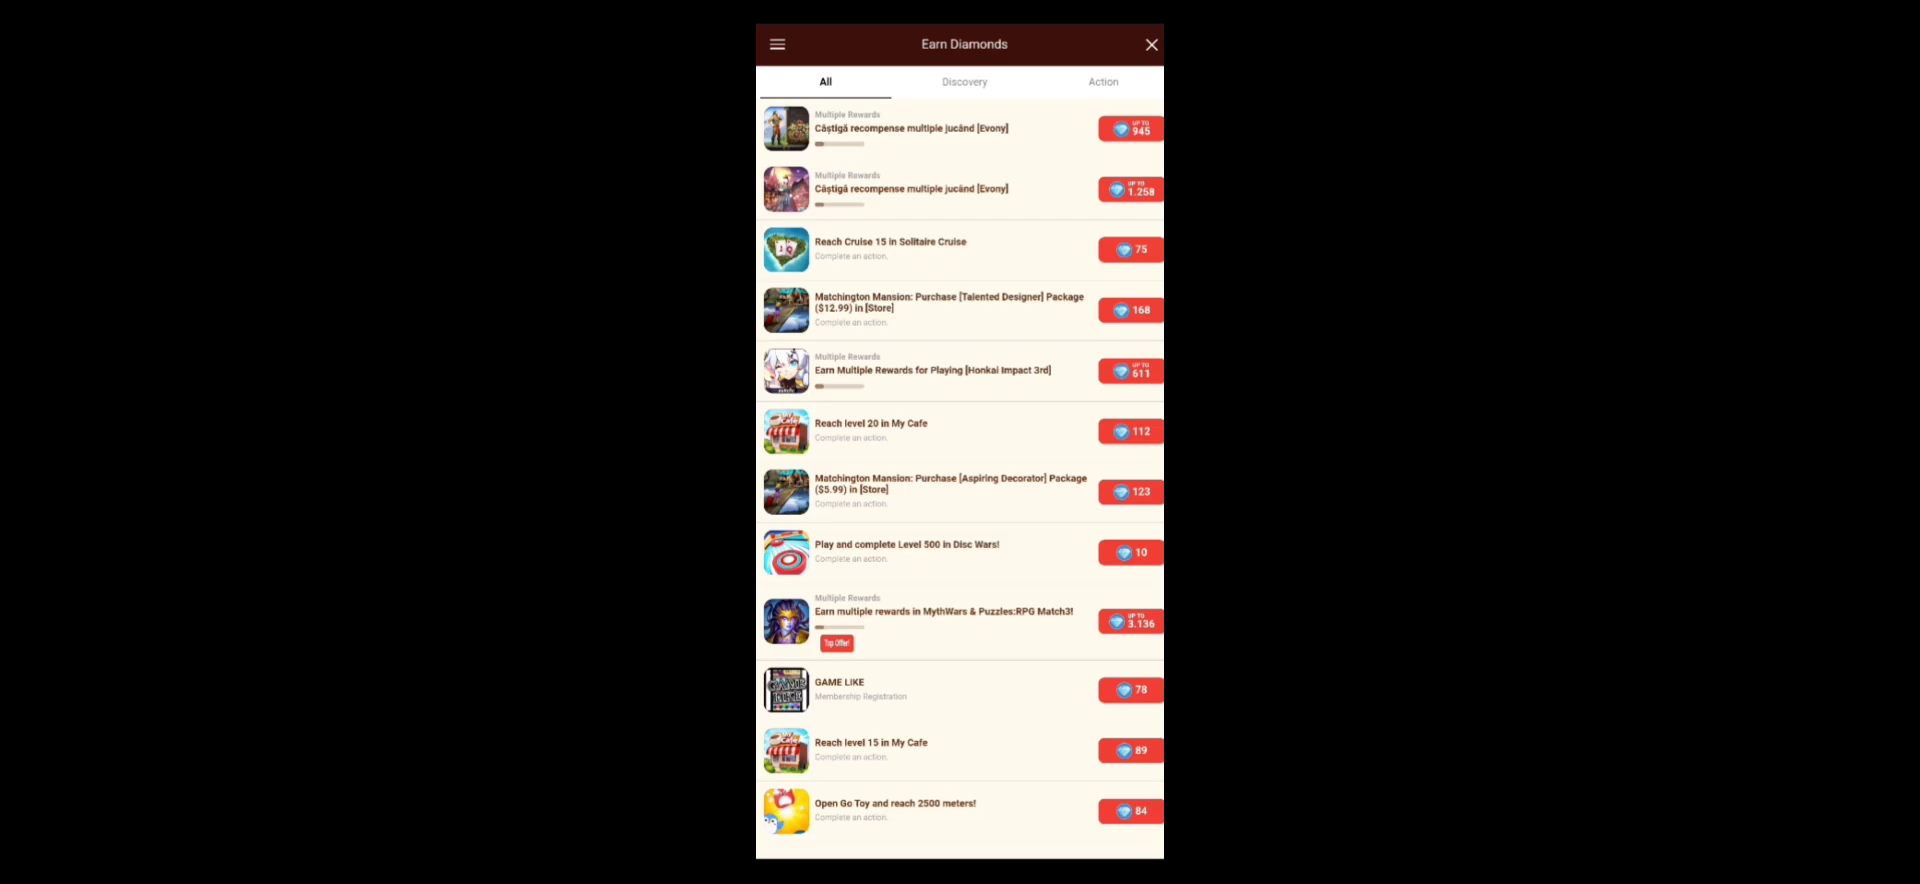 Earn Diamonds
All
Discovery
Action
Multiple Rewards
Câștigă recompense multiple jucând [Evony]
UP TO
945
Multiple Rewards
Câștigă recompense multiple jucând [Evony]
UP TO
1.258
Reach Cruise 15 in Solitaire Cruise
Complete an action.
75
Matchington Mansion: Purchase [Talented Designer] Package
($12.99) in [Store]
Complete an action.
168
Multiple Rewards
Earn Multiple Rewards for Playing [Honkai Impact 3rd]
UP TO
611
Reach level 20 in My Cafe
Complete an action.
112
Matchington Mansion: Purchase [Aspiring Decorator] Package
($5.99) in [Store]
Complete an action.
123
Play and complete Level 500 in Disc Wars!
Complete an action.
10
Multiple Rewards
Earn multiple rewards in MythWars & Puzzles:RPG Match3!
Top Offer!
UP TO
3.136
GAME LIKE
Membership Registration
78
Reach level 15 in My Cafe
Complete an action.
89
Open Go Toy and reach 2500 meters!
Complete an action.
84